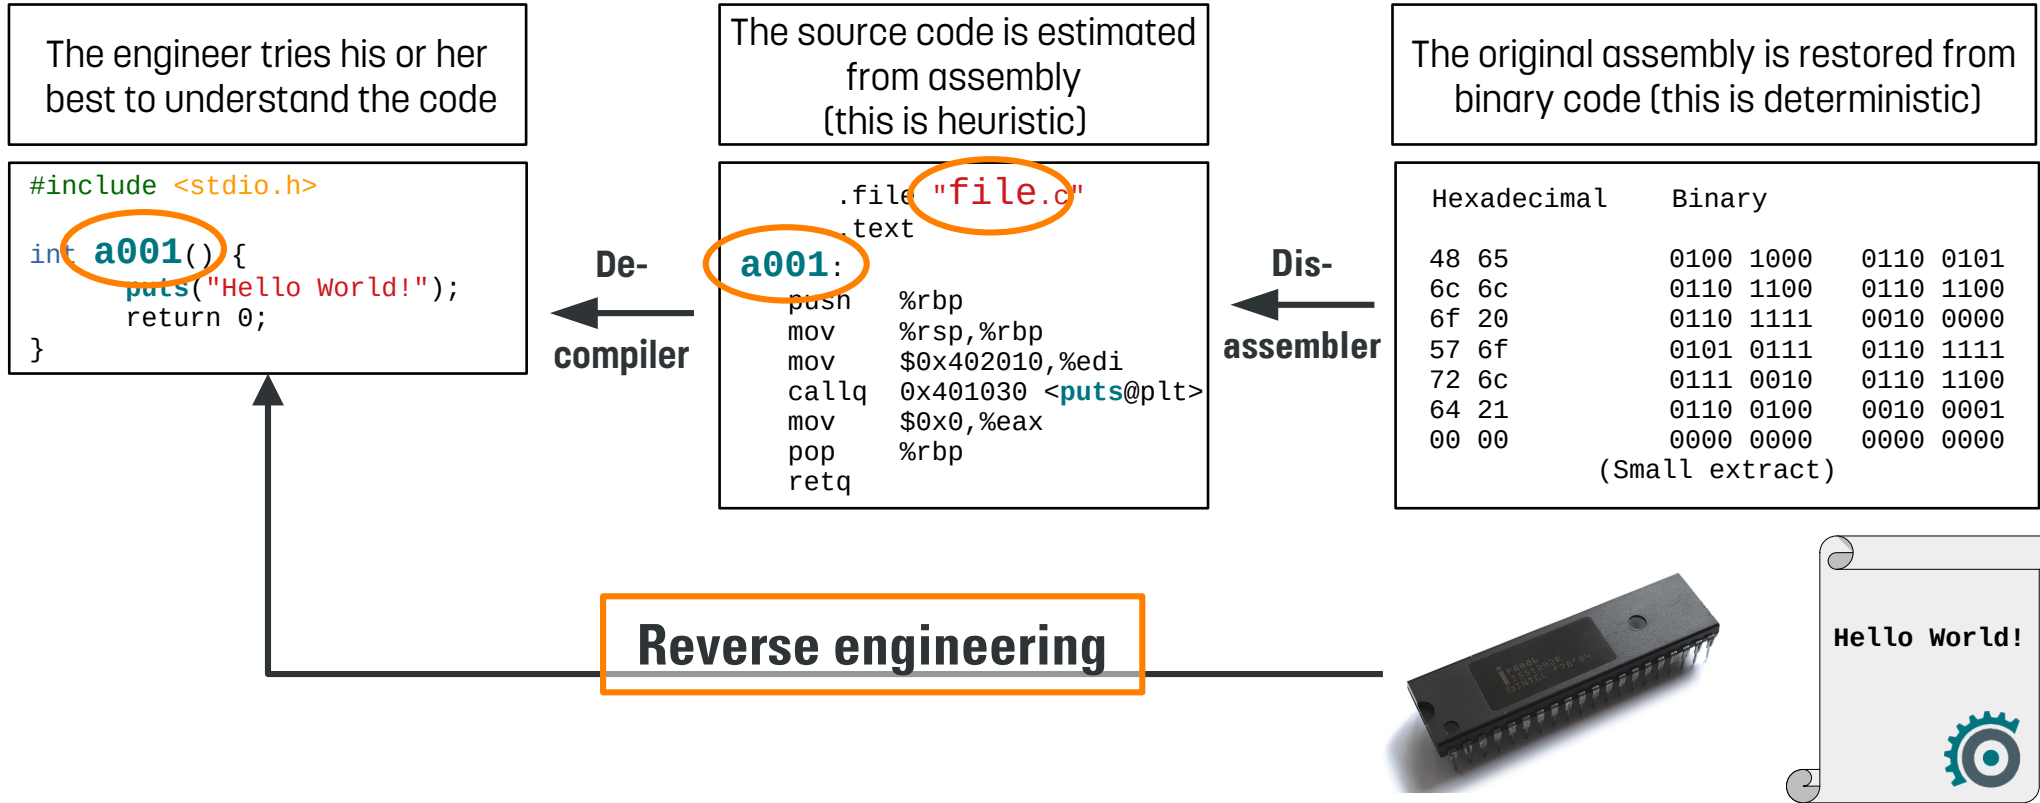 The engineer tries his or her
best to understand the code
#include <stdio.h>
int a001() {
puts("Hello World!");
return 0;
}
De-
compiler
The source code is estimated
from assembly
(this is heuristic)
.file "file.c"
.text
a001:
push %rbp
mov %rsp,%rbp
mov $0x402010,%edi
callq 0x401030 <puts@plt>
mov $0x0,%eax
pop %rbp
retq
Dis-
assembler
The original assembly is restored from
binary code (this is deterministic)
Hexadecimal Binary
48 65 0100 1000 0110 0101
6c 6c 0110 1100 0110 1100
6f 20 0110 1111 0010 0000
57 6f 0101 0111 0110 1111
72 6c 0111 0010 0110 1100
64 21 0110 0100 0010 0001
00 00 0000 0000 0000 0000
(Small extract)
Reverse engineering
Hello World!